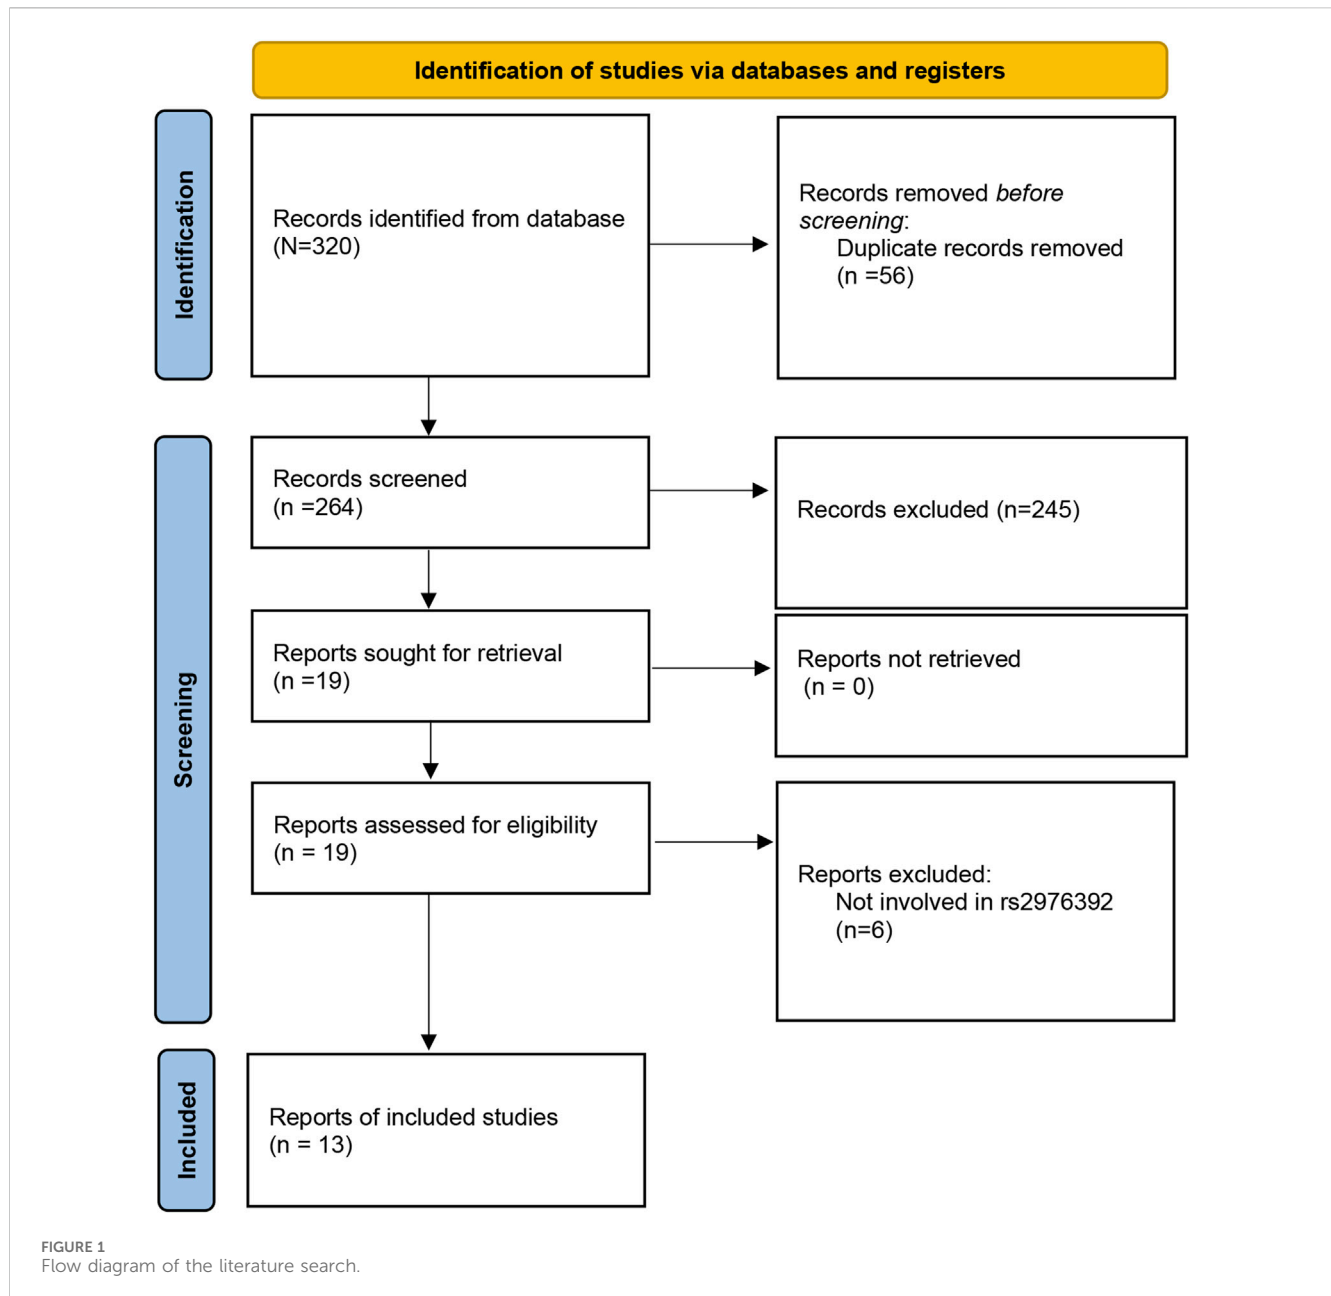 Identification of studies via databases and registers
Identification
Records identified from database
(N=320)
Records removed before
screening:
Duplicate records removed
(n =56)
Screening
Records screened
(n =264)
Records excluded (n=245)
Reports sought for retrieval
(n =19)
Reports not retrieved
(n = 0)
Reports assessed for eligibility
(n = 19)
Reports excluded:
Not involved in rs2976392
(n=6)
Included
Reports of included studies
(n = 13)
FIGURE 1
Flow diagram of the literature search.